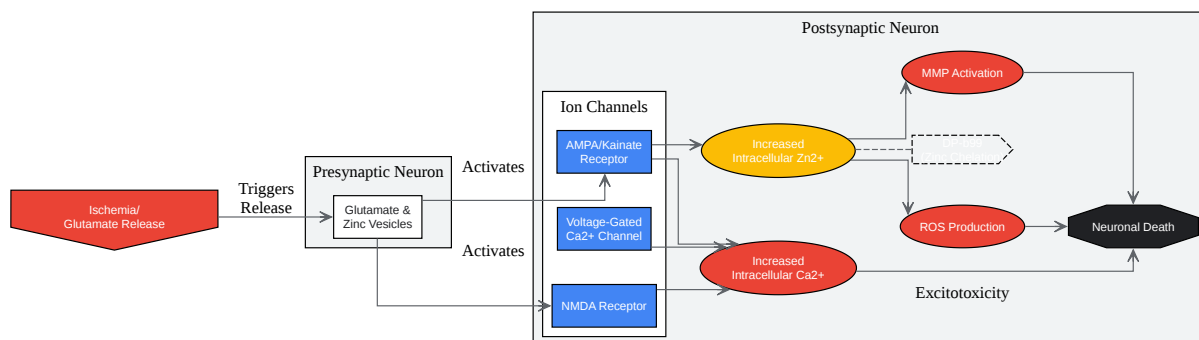 Postsynaptic Neuron
MMP Activation
Ion Channels
AMPA/Kainate
Receptor
Increased
Intracellular Zn2+
Activates
Presynaptic Neuron
Triggers
Release
Ischemia/
Glutamate Release
Glutamate &
Zinc Vesicles
Voltage-Gated
Ca2+ Channel
ROS Production
Neuronal Death
Activates
Increased
Intracellular Ca2+
Excitotoxicity
NMDA Receptor